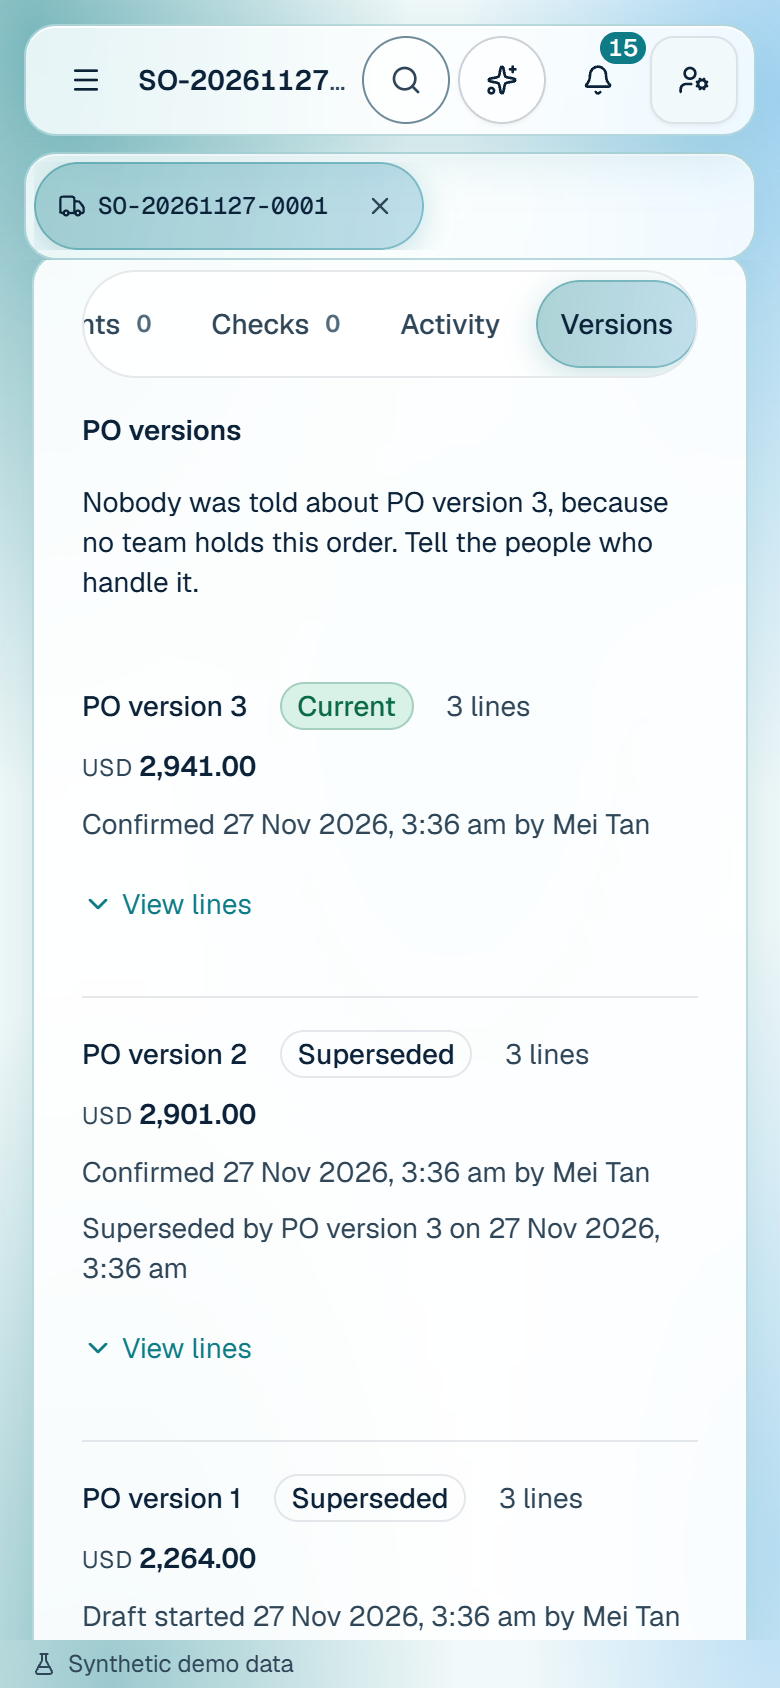 SO-20261127...
15
SO-20261127-0001
nts 0 Checks 0 Activity Versions
PO versions
Nobody was told about PO version 3, because
no team holds this order. Tell the people who
handle it.
PO version 3 Current 3 lines
USD 2,941.00
Confirmed 27 Nov 2026, 3:36 am by Mei Tan
View lines
PO version 2 Superseded 3 lines
USD 2,901.00
Confirmed 27 Nov 2026, 3:36 am by Mei Tan
Superseded by PO version 3 on 27 Nov 2026,
3:36 am
View lines
PO version 1 Superseded 3 lines
USD 2,264.00
Draft started 27 Nov 2026, 3:36 am by Mei Tan
Synthetic demo data